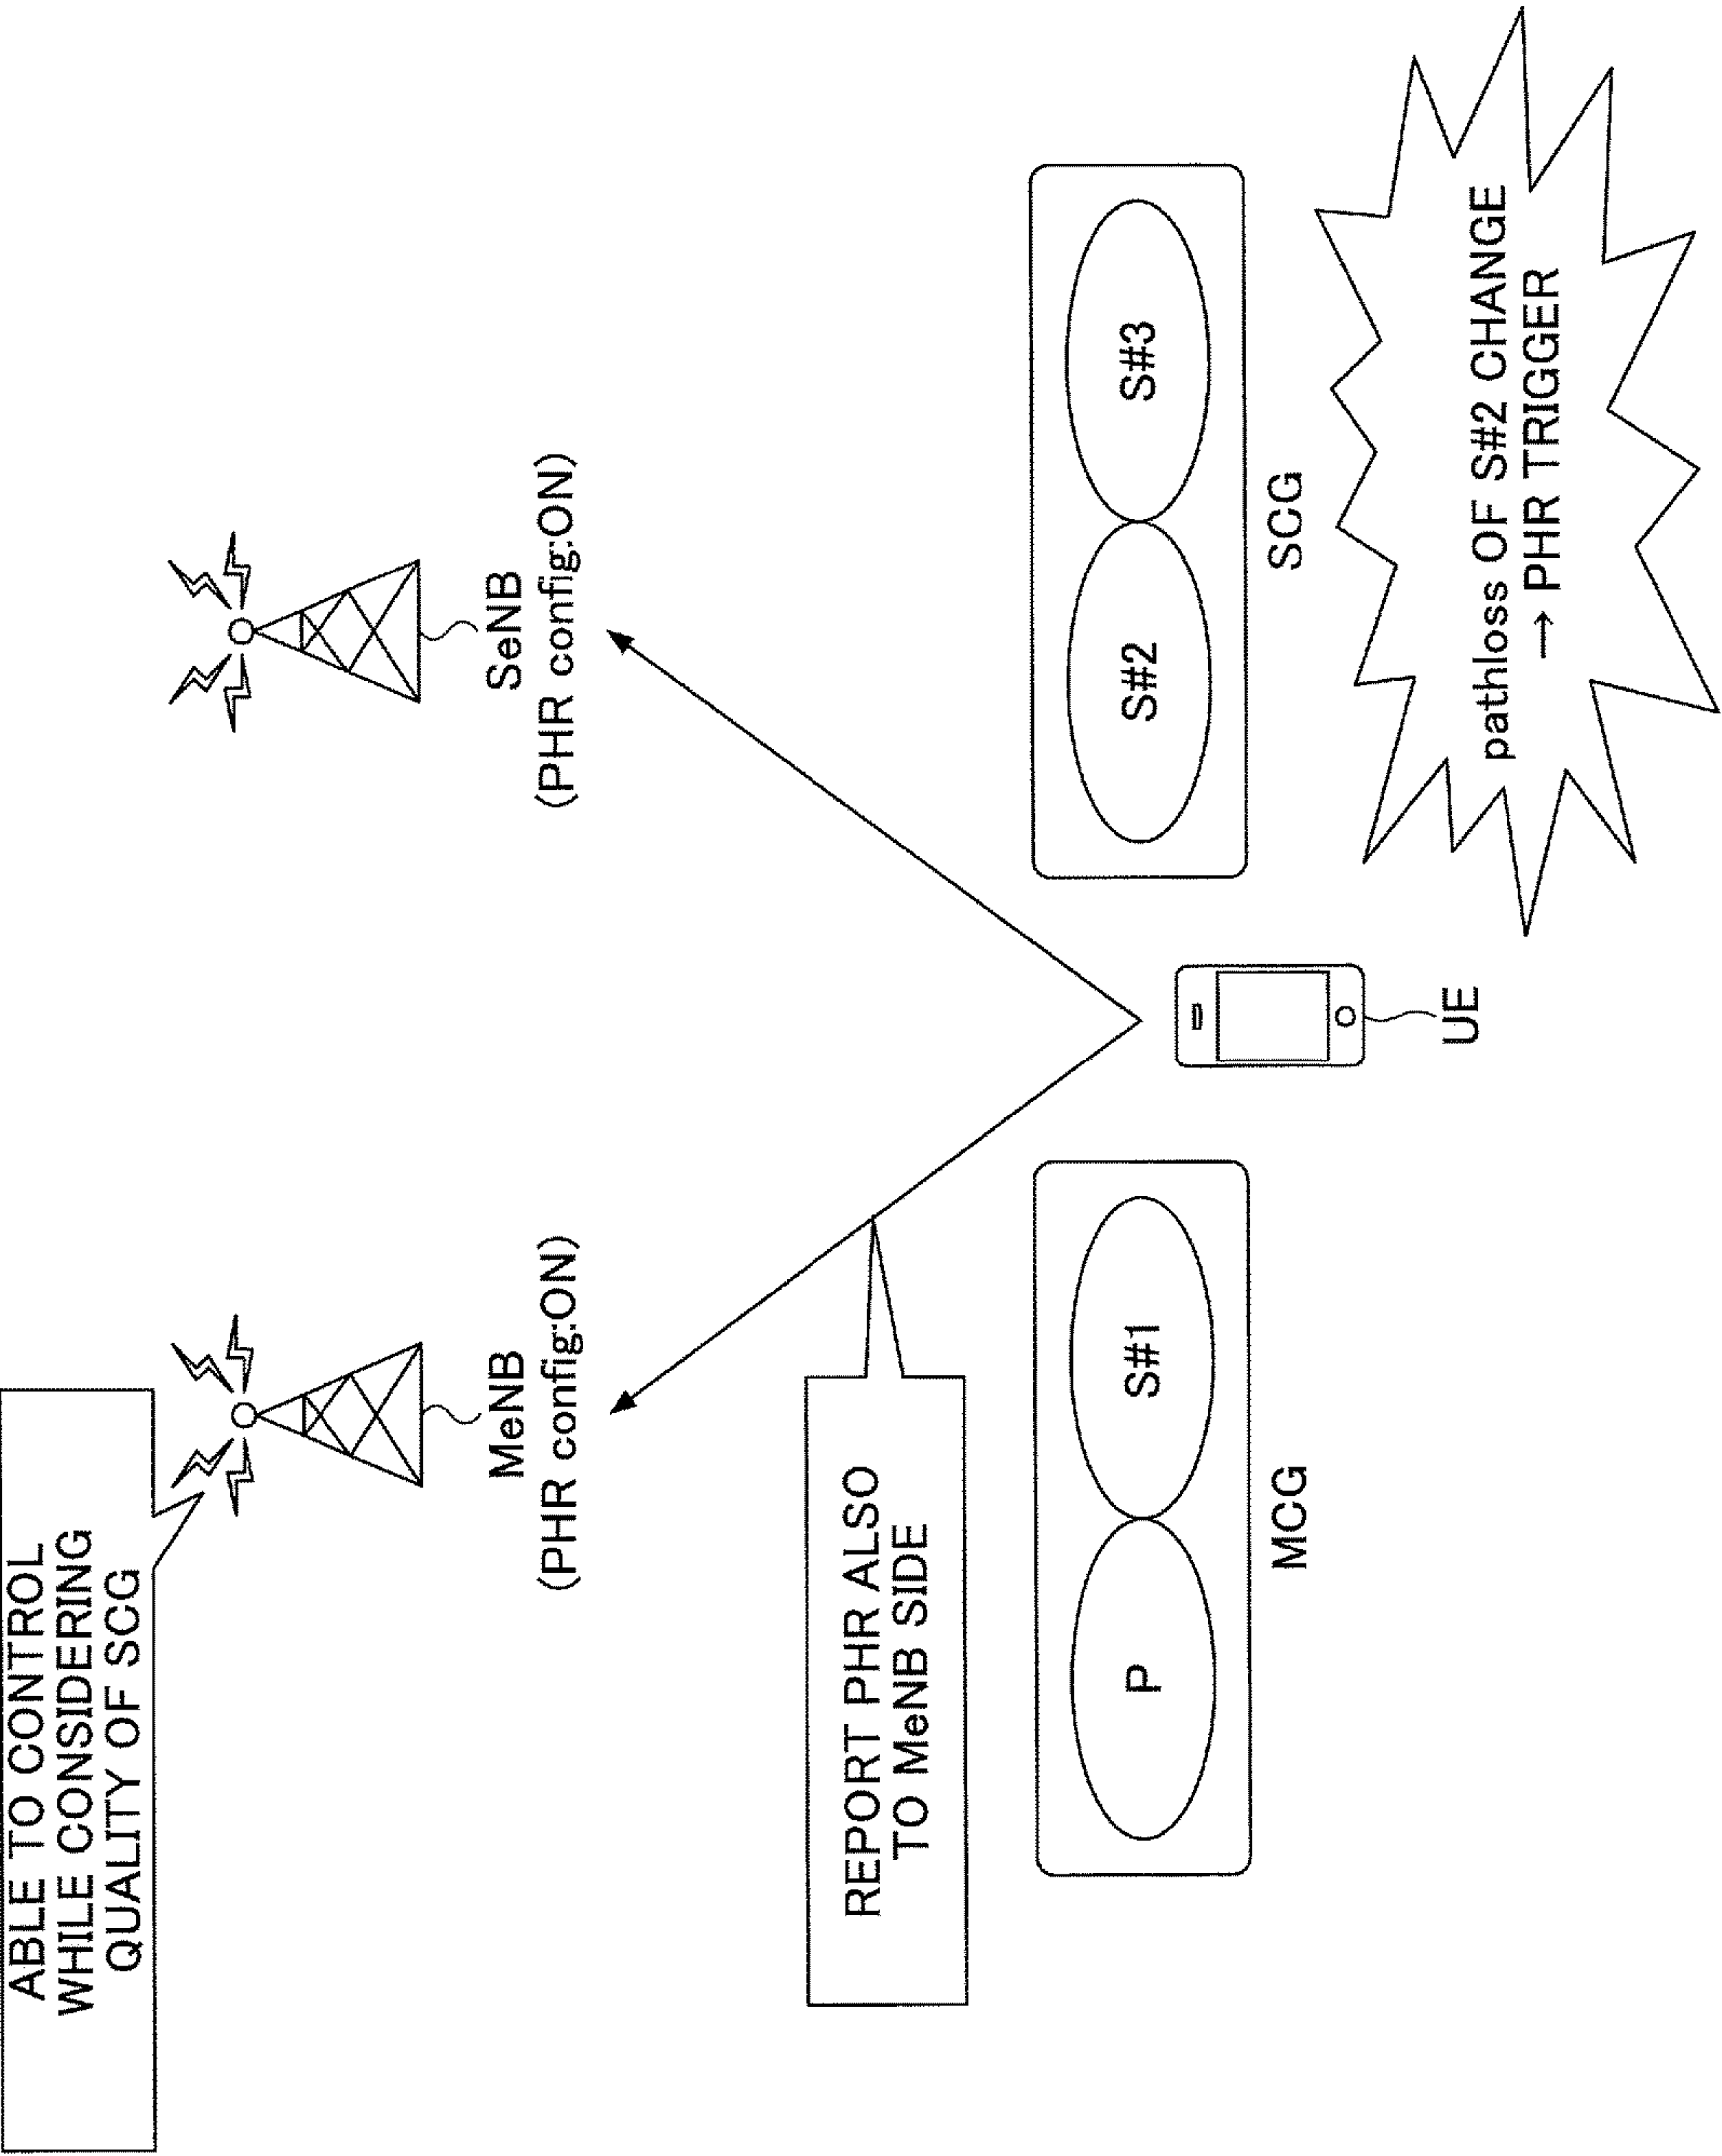 ABLE TO CONTROL
WHILE CONSIDERING
QUALITY OF SCG
MeNB
(PHR config:ON)
SeNB
(PHR config:ON)
REPORT PHR ALSO
TO MeNB SIDE
P
S#1
MCG
UE
S#2
S#3
SCG
pathloss OF S#2 CHANGE
→ PHR TRIGGER